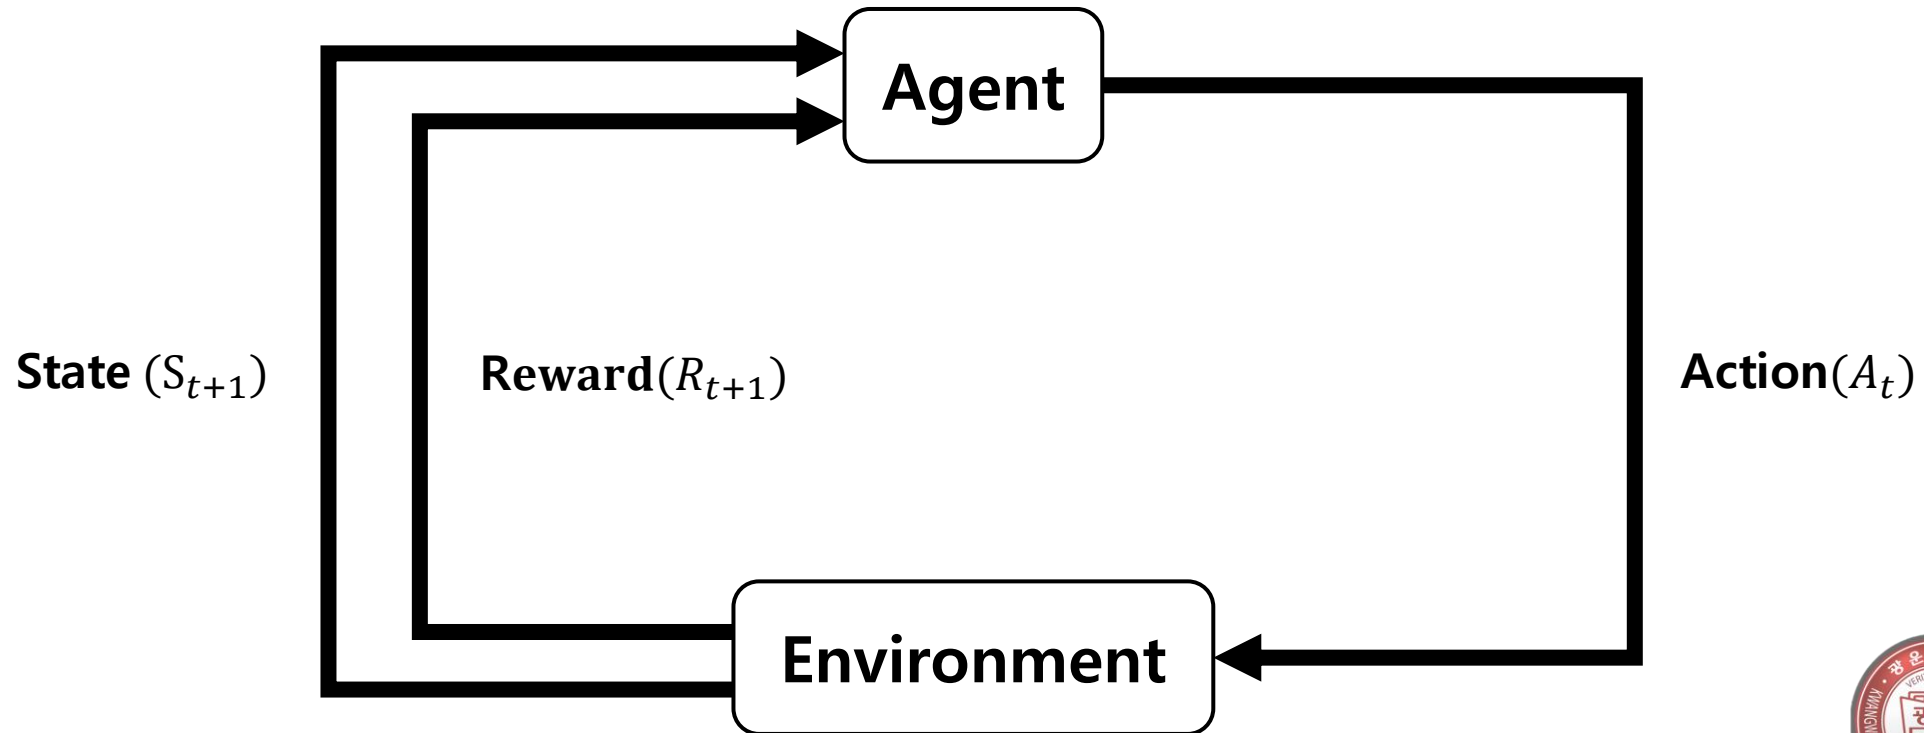 Agent
State (S_{t+1})
Reward(R_{t+1})
Action(A_t)
Environment